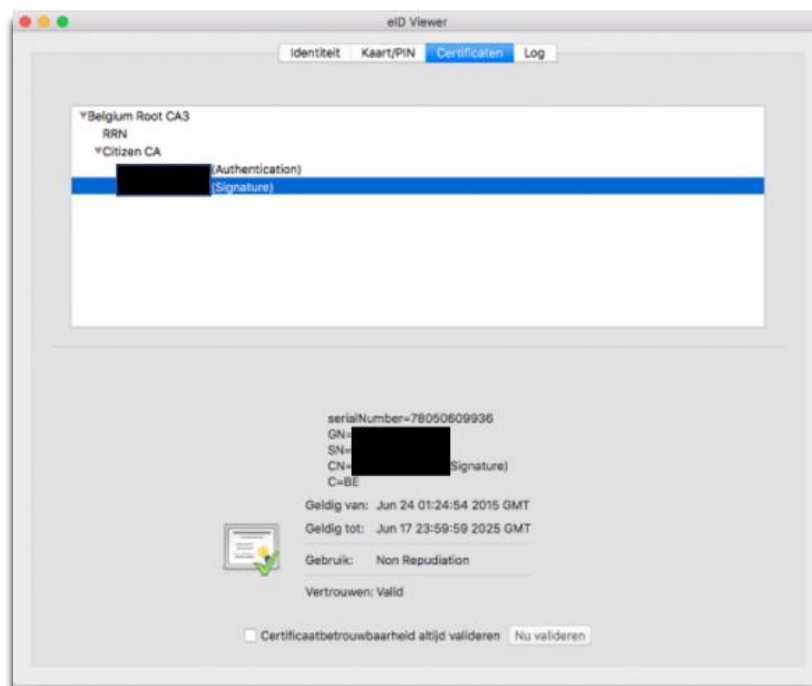 eID Viewer
Identiteit Kaart/PIN Certificaten Log
Belgium Root CA3
RRN
Citizen CA
(Authentication)
(Signature)
serialNumber=78050609936
GN=
SN=
CN= Signature)
C=BE
Geldig van: Jun 24 01:24:54 2015 GMT
Geldig tot: Jun 17 23:59:59 2025 GMT
Gebruik: Non Repudiation
Vertrouwen: Valid
Certificaatbetrouwbaarheid altijd valideren Nu valideren